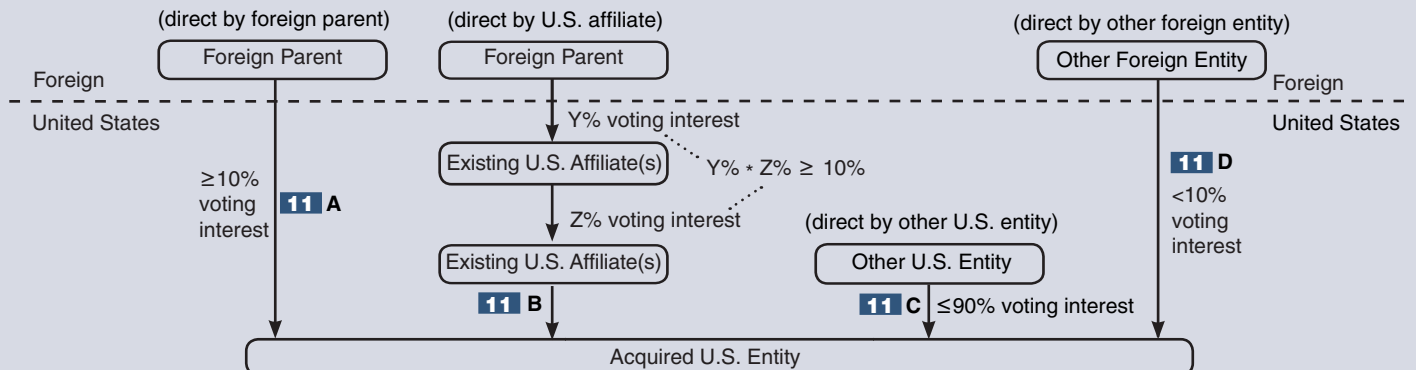 (direct by foreign parent)
Foreign Parent
(direct by U.S. affiliate)
Foreign Parent
(direct by other foreign entity)
Other Foreign Entity
Foreign
Foreign
United States
United States
Y% voting interest
Existing U.S. Affiliate(s)
Y% * Z% ≥ 10%
Z% voting interest
Existing U.S. Affiliate(s)
≥10%
voting
interest
11 A
11 B
(direct by other U.S. entity)
Other U.S. Entity
11 C ≤90% voting interest
11 D
<10%
voting
interest
Acquired U.S. Entity